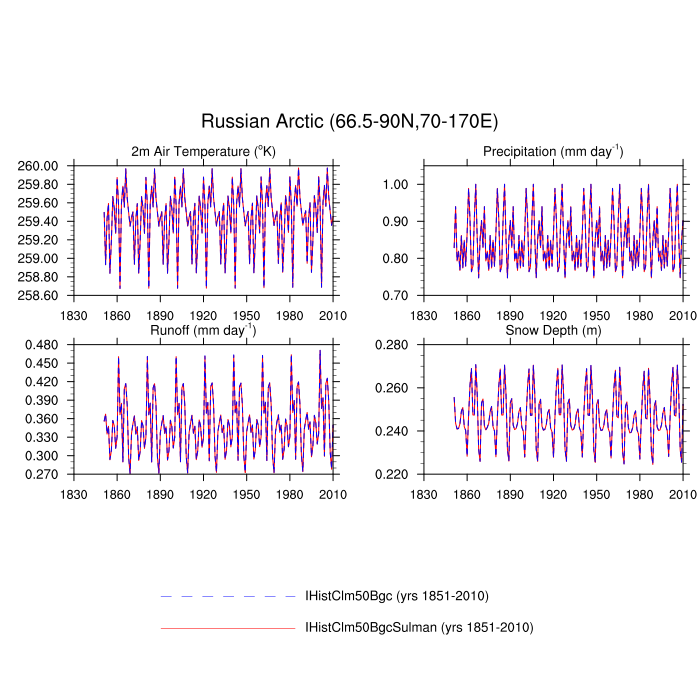 Russian Arctic (66.5-90N,70-170E)
2m Air Temperature (°K)
Precipitation (mm day⁻¹)
260.00
259.80
259.60
259.40
259.20
259.00
258.80
258.60
1830 1860 1890 1920 1950 1980 2010
1.00
0.90
0.80
0.70
1830 1860 1890 1920 1950 1980 2010
Runoff (mm day⁻¹)
Snow Depth (m)
0.480
0.450
0.420
0.390
0.360
0.330
0.300
0.270
1830 1860 1890 1920 1950 1980 2010
0.280
0.260
0.240
0.220
1830 1860 1890 1920 1950 1980 2010
IHistClm50Bgc (yrs 1851-2010)
IHistClm50BgcSulman (yrs 1851-2010)